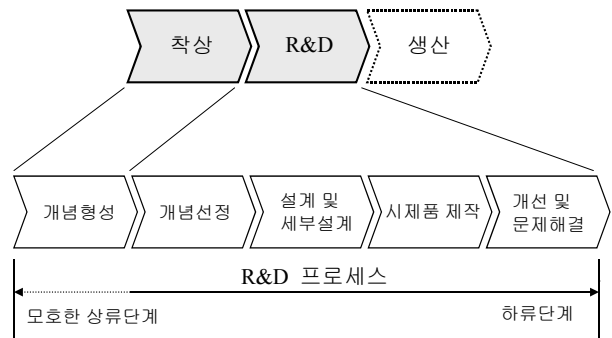 착상
R&D
생산
개념형성
개념선정
설계 및
세부설계
시제품 제작
개선 및
문제해결
R&D 프로세스
모호한 상류단계
하류단계